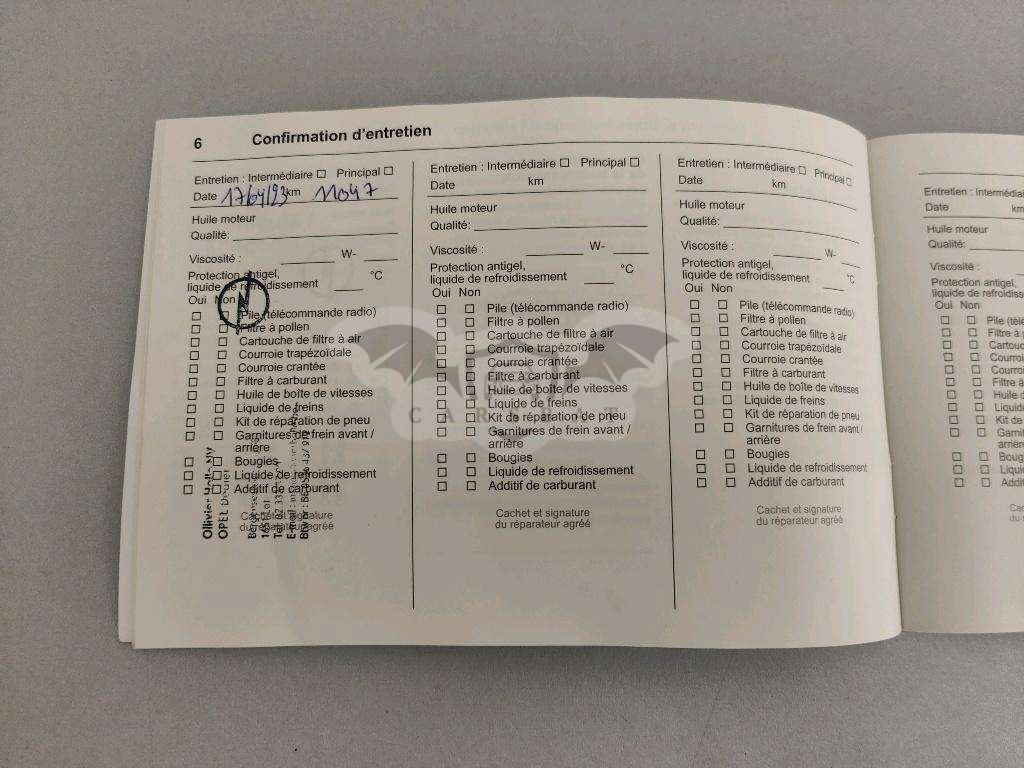 6 Confirmation d'entretien
Entretien : Intermédiaire Principal
Date 17/04/23 km 11047
Huile moteur
Qualité:
Viscosité : W-
Protection antigel,
liquide de refroidissement °C
Oui Non
Pile (télécommande radio)
Filtre à pollen
Cartouche de filtre à air
Courroie trapézoïdale
Courroie crantée
Filtre à carburant
Huile de boîte de vitesses
Liquide de freins
Kit de réparation de pneu
Garnitures de frein avant /
arrière
Bougies
Liquide de refroidissement
Additif de carburant
Cachet et signature
du réparateur agréé
OPEL
Entretien : Intermédiaire Principal
Date km
Huile moteur
Qualité:
Viscosité : W-
Protection antigel,
liquide de refroidissement °C
Oui Non
Pile (télécommande radio)
Filtre à pollen
Cartouche de filtre à air
Courroie trapézoïdale
Courroie crantée
Filtre à carburant
Huile de boîte de vitesses
Liquide de freins
Kit de réparation de pneu
Garnitures de frein avant /
arrière
Bougies
Liquide de refroidissement
Additif de carburant
Cachet et signature
du réparateur agréé
Entretien : Intermédiaire Principal
Date km
Huile moteur
Qualité:
Viscosité : W-
Protection antigel,
liquide de refroidissement °C
Oui Non
Pile (télécommande radio)
Filtre à pollen
Cartouche de filtre à air
Courroie trapézoïdale
Courroie crantée
Filtre à carburant
Huile de boîte de vitesses
Liquide de freins
Kit de réparation de pneu
Garnitures de frein avant /
arrière
Bougies
Liquide de refroidissement
Additif de carburant
Cachet et signature
du réparateur agréé
Entretien :
Date km
Huile moteur
Qualité:
Viscosité :
Protection antigel,
Oui Non